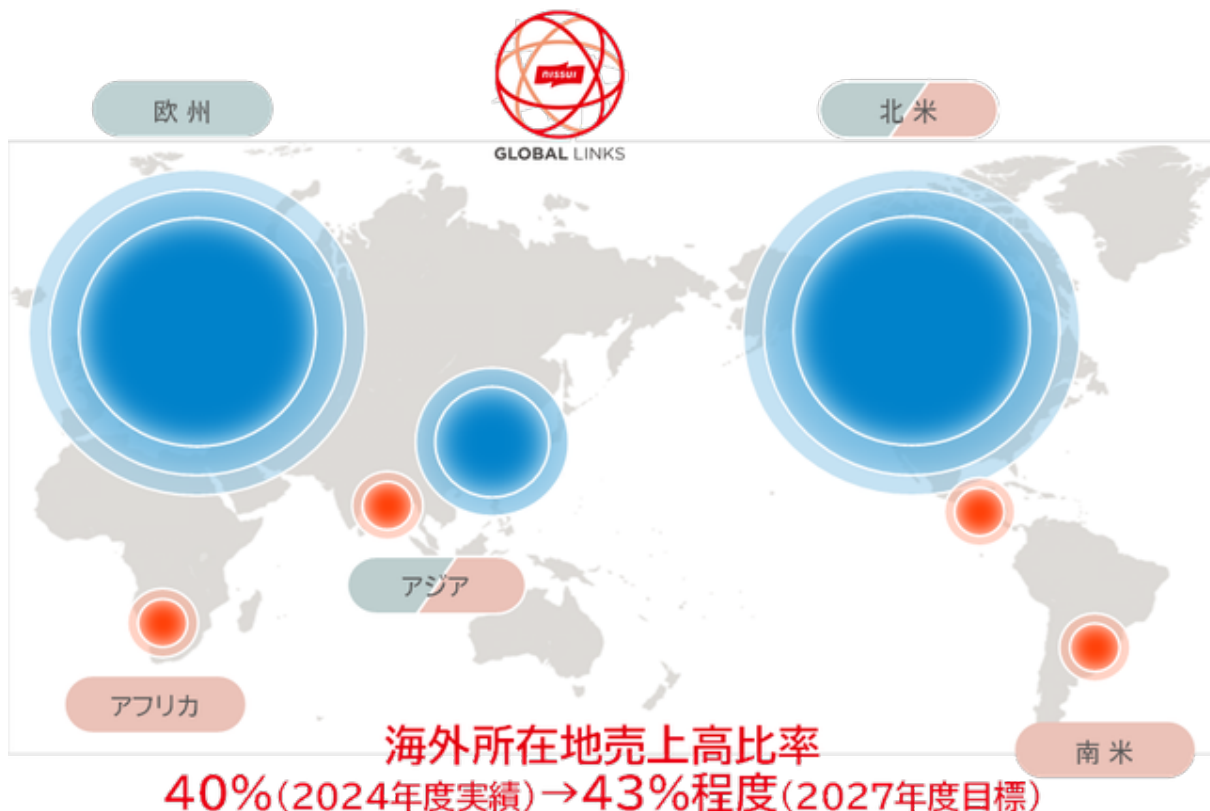 nissui
GLOBAL LINKS
欧州
北米
アジア
アフリカ
南米
海外所在地売上高比率
40%(2024年度実績)→43%程度(2027年度目標)